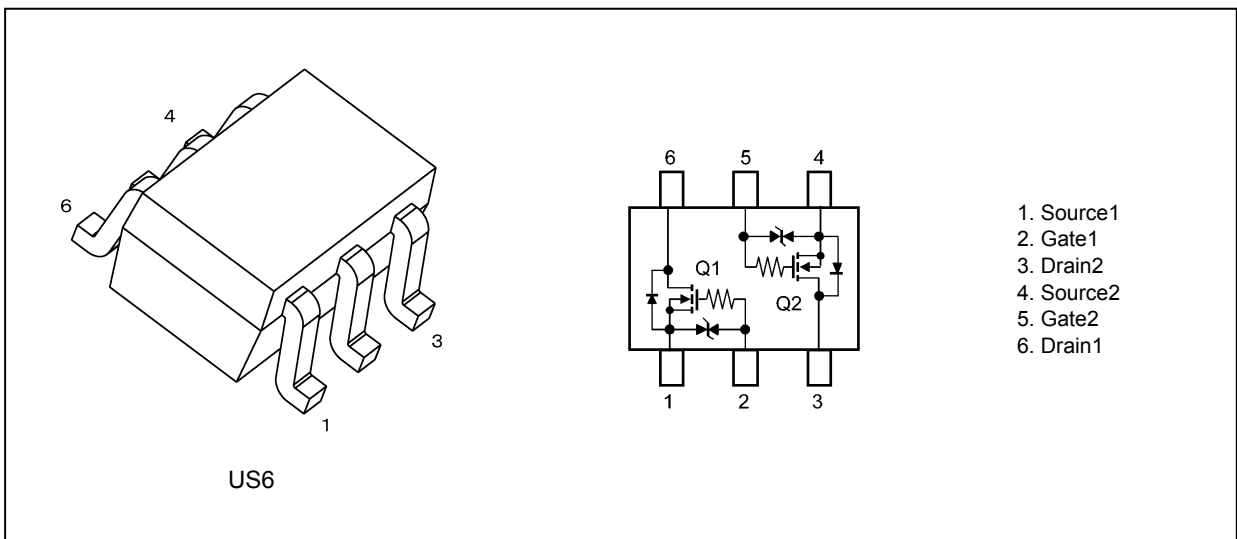 4
6
3
1
US6
6 5 4
Q1
Q2
1 2 3
1. Source1
2. Gate1
3. Drain2
4. Source2
5. Gate2
6. Drain1